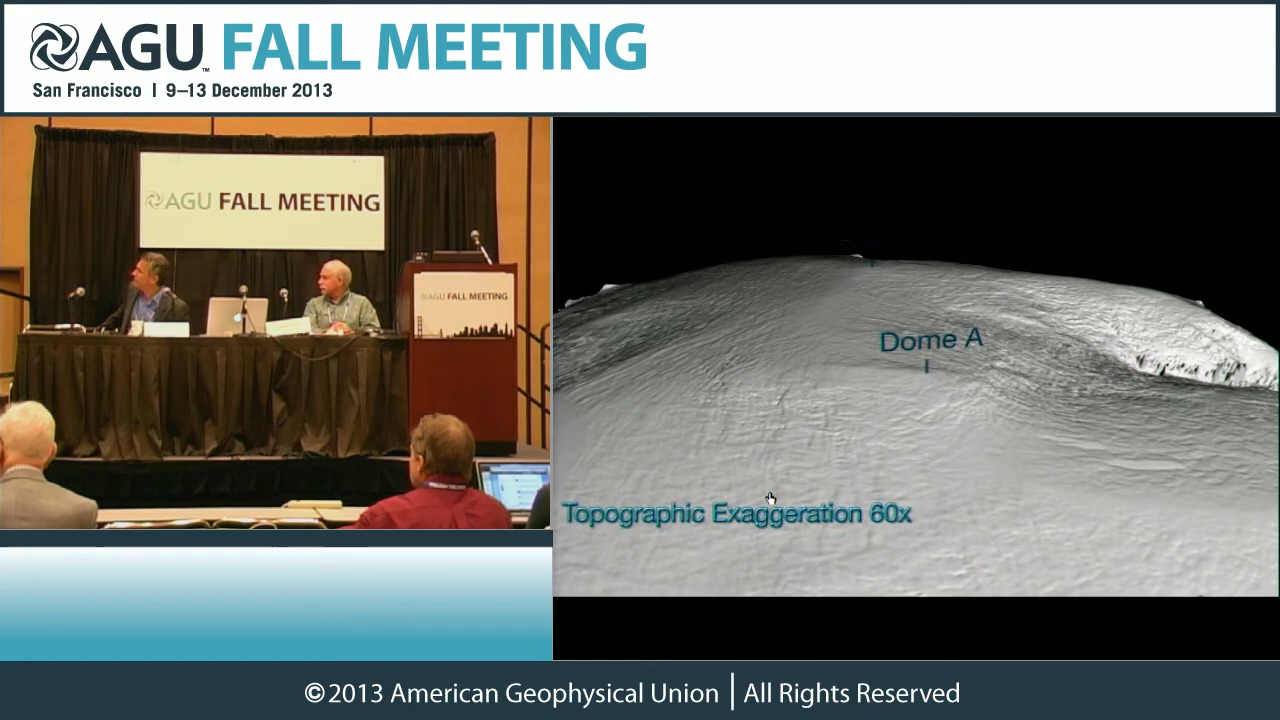 AGU™ FALL MEETING
San Francisco | 9–13 December 2013
AGU FALL MEETING
AGU FALL MEETING
Dome A
Topographic Exaggeration 60x
©2013 American Geophysical Union | All Rights Reserved